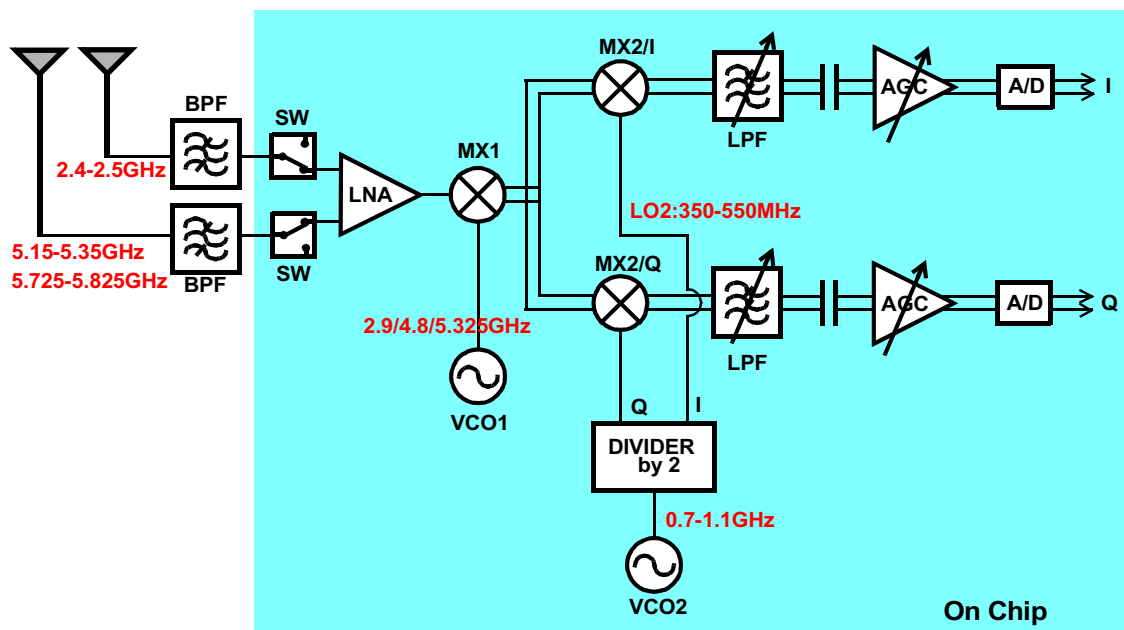 MX2/I
BPF
SW
2.4-2.5GHz
LNA
MX1
LPF
AGC
A/D
I
LO2:350-550MHz
5.15-5.35GHz
5.725-5.825GHz
BPF
SW
MX2/Q
2.9/4.8/5.325GHz
LPF
AGC
A/D
Q
VCO1
Q
I
DIVIDER
by 2
0.7-1.1GHz
VCO2
On Chip